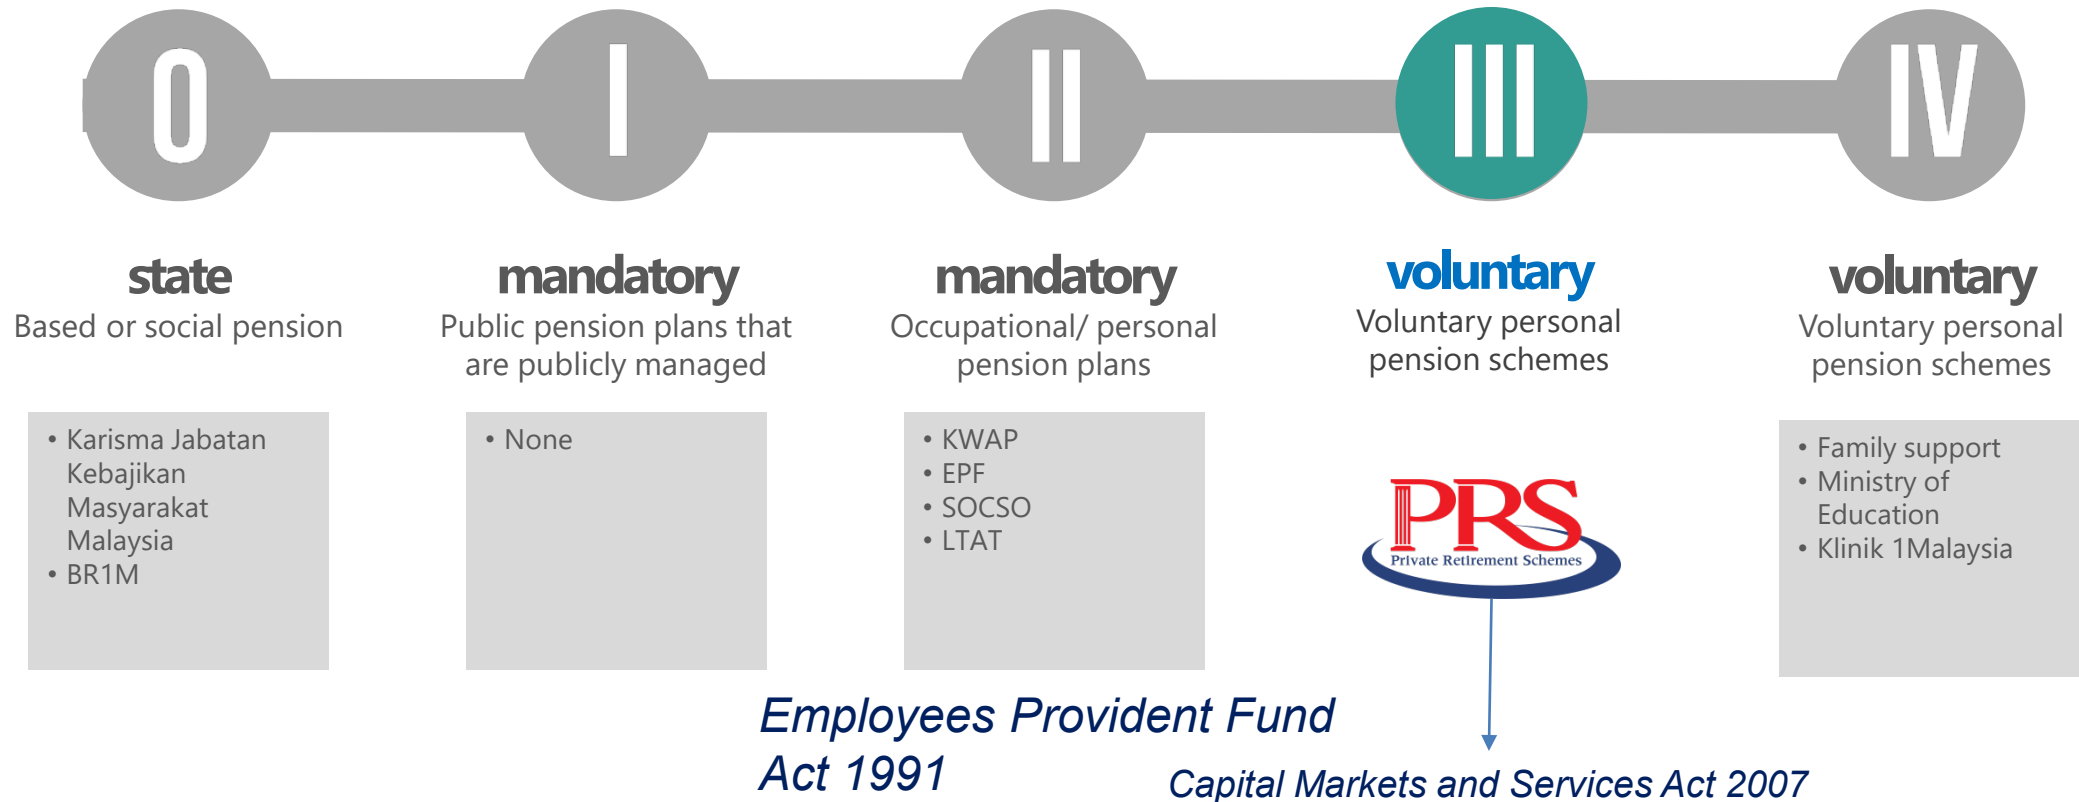 0
I
II
III
IV
state
Based or social pension
• Karisma Jabatan
Kebajikan
Masyarakat
Malaysia
• BR1M
mandatory
Public pension plans that
are publicly managed
• None
mandatory
Occupational/ personal
pension plans
• KWAP
• EPF
• SOCSO
• LTAT
Employees Provident Fund
Act 1991
voluntary
Voluntary personal
pension schemes
PRS
Private Retirement Schemes
Capital Markets and Services Act 2007
voluntary
Voluntary personal
pension schemes
• Family support
• Ministry of
Education
• Klinik 1Malaysia